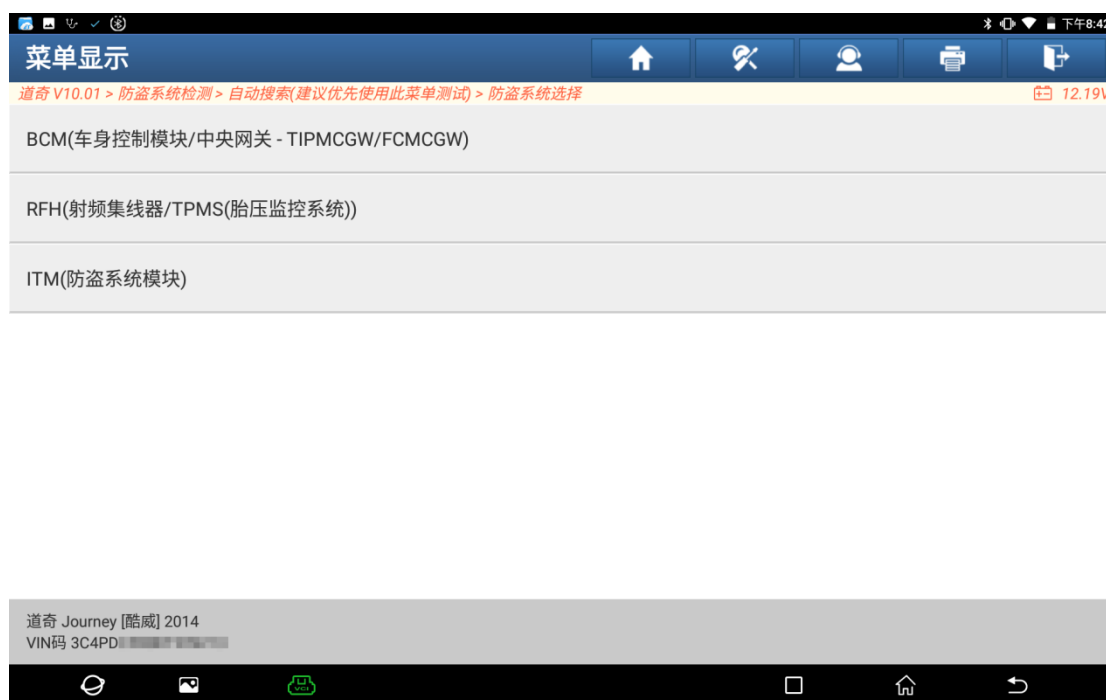 下午8:42
菜单显示
道奇 V10.01 > 防盗系统检测 > 自动搜索(建议优先使用此菜单测试) > 防盗系统选择
12.19V
BCM(车身控制模块/中央网关 - TIPMCGW/FCMCGW)
RFH(射频集线器/TPMS(胎压监控系统))
ITM(防盗系统模块)
道奇 Journey [酷威] 2014
VIN码 3C4PD
VCI